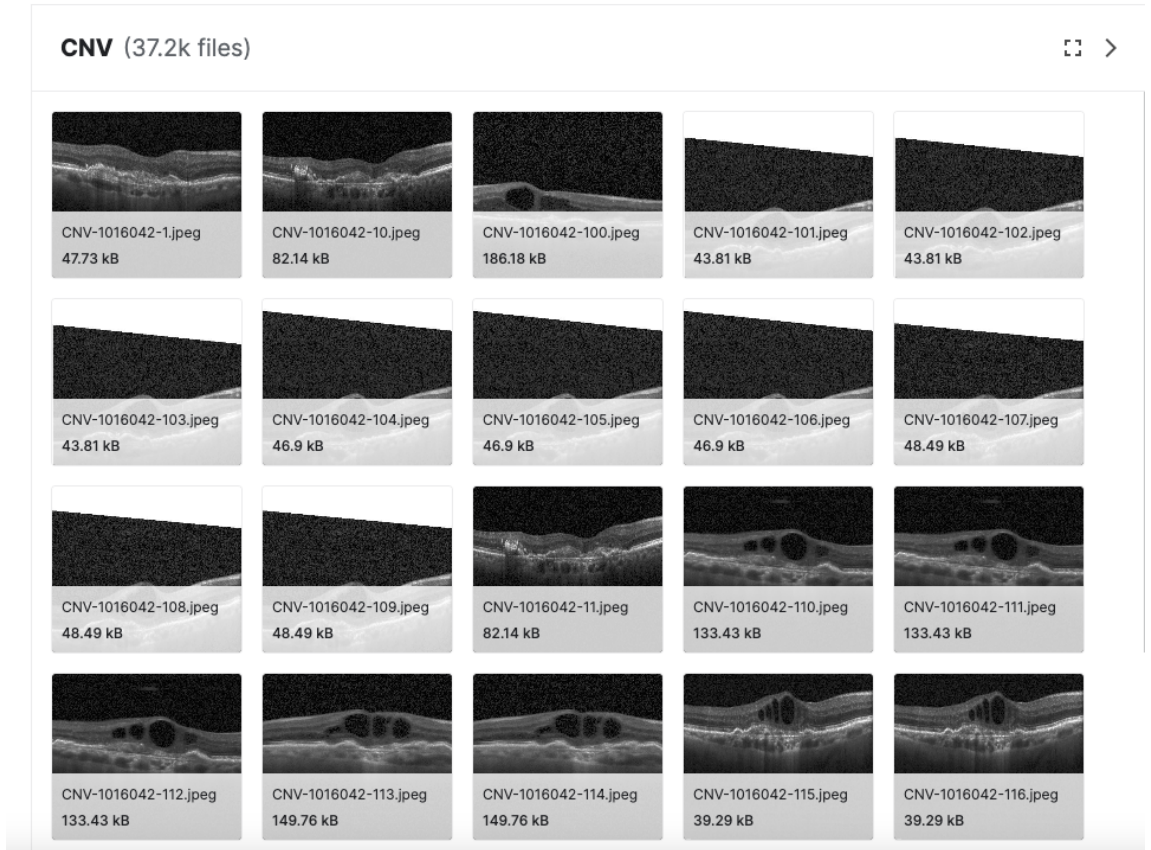 CNV (37.2k files)
CNV-1016042-1.jpeg
47.73 kB
CNV-1016042-10.jpeg
82.14 kB
CNV-1016042-100.jpeg
186.18 kB
CNV-1016042-101.jpeg
43.81 kB
CNV-1016042-102.jpeg
43.81 kB
CNV-1016042-103.jpeg
43.81 kB
CNV-1016042-104.jpeg
46.9 kB
CNV-1016042-105.jpeg
46.9 kB
CNV-1016042-106.jpeg
46.9 kB
CNV-1016042-107.jpeg
48.49 kB
CNV-1016042-108.jpeg
48.49 kB
CNV-1016042-109.jpeg
48.49 kB
CNV-1016042-11.jpeg
82.14 kB
CNV-1016042-110.jpeg
133.43 kB
CNV-1016042-111.jpeg
133.43 kB
CNV-1016042-112.jpeg
133.43 kB
CNV-1016042-113.jpeg
149.76 kB
CNV-1016042-114.jpeg
149.76 kB
CNV-1016042-115.jpeg
39.29 kB
CNV-1016042-116.jpeg
39.29 kB